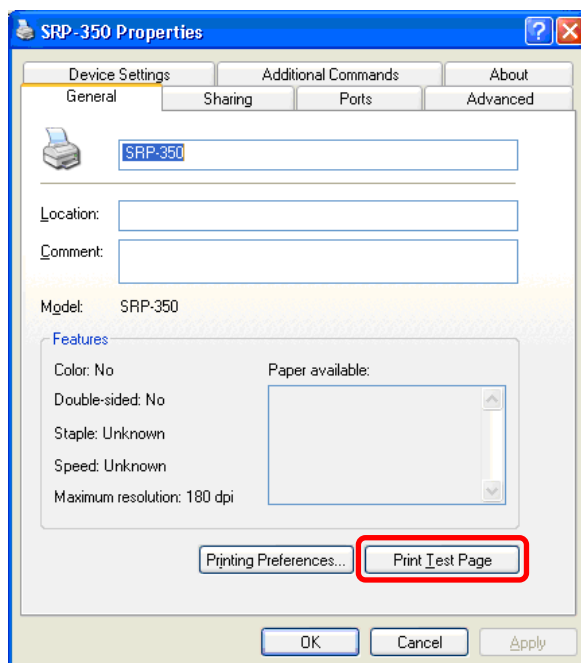 SRP-350 Properties
Device Settings Additional Commands About
General Sharing Ports Advanced
SRP-350
Location:
Comment:
Model: SRP-350
Features
Color: No Paper available:
Double-sided: No
Staple: Unknown
Speed: Unknown
Maximum resolution: 180 dpi
Printing Preferences... Print Test Page
OK Cancel Apply